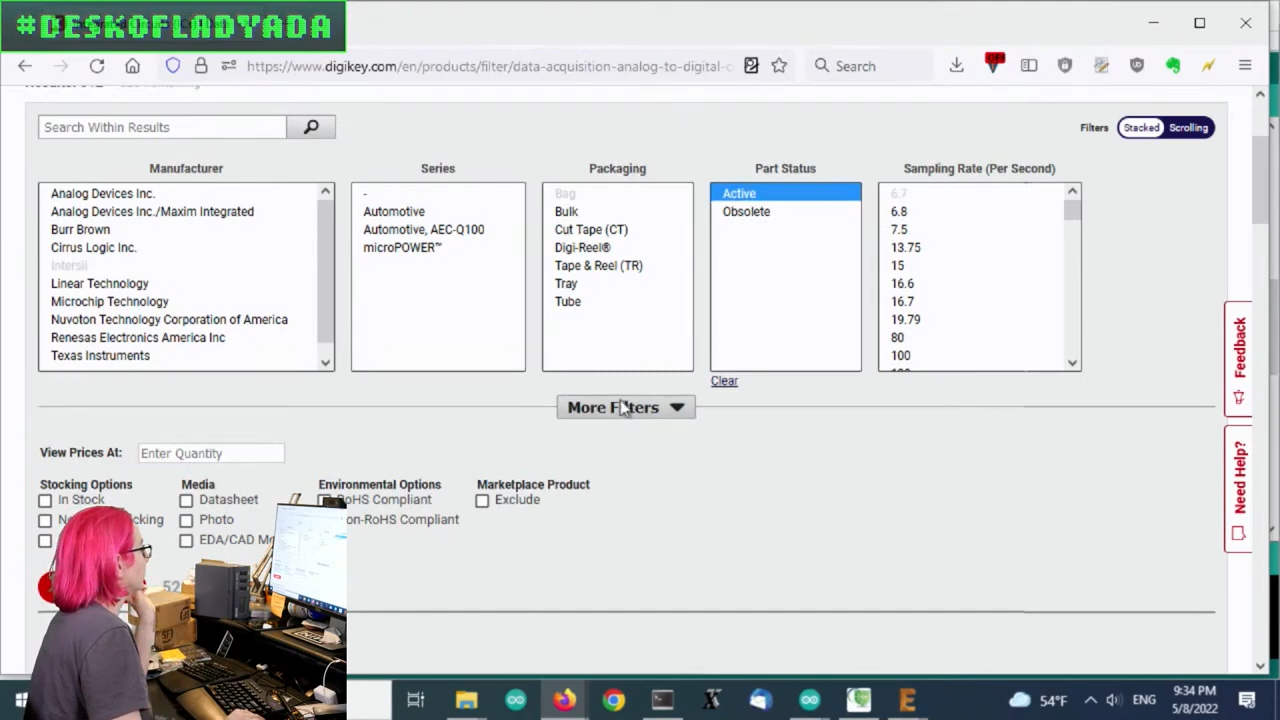 #DESKOFLADYADA
https://www.digikey.com/en/products/filter/data-acquisition-analog-to-digital-c
Search
Search Within Results
Filters
Stacked
Scrolling
Manufacturer
Analog Devices Inc.
Analog Devices Inc./Maxim Integrated
Burr Brown
Cirrus Logic Inc.
Intersil
Linear Technology
Microchip Technology
Nuvoton Technology Corporation of America
Renesas Electronics America Inc
Texas Instruments
Series
-
Automotive
Automotive, AEC-Q100
microPOWER™
Packaging
Bag
Bulk
Cut Tape (CT)
Digi-Reel®
Tape & Reel (TR)
Tray
Tube
Part Status
Active
Obsolete
Clear
Sampling Rate (Per Second)
6.7
6.8
7.5
13.75
15
16.6
16.7
19.79
80
100
More Filters
View Prices At:
Enter Quantity
Stocking Options
In Stock
Media
Datasheet
Photo
EDA/CAD
Environmental Options
RoHS Compliant
on-RoHS Compliant
Marketplace Product
Exclude
52
Feedback
Need Help?
54°F
ENG
9:34 PM
5/8/2022